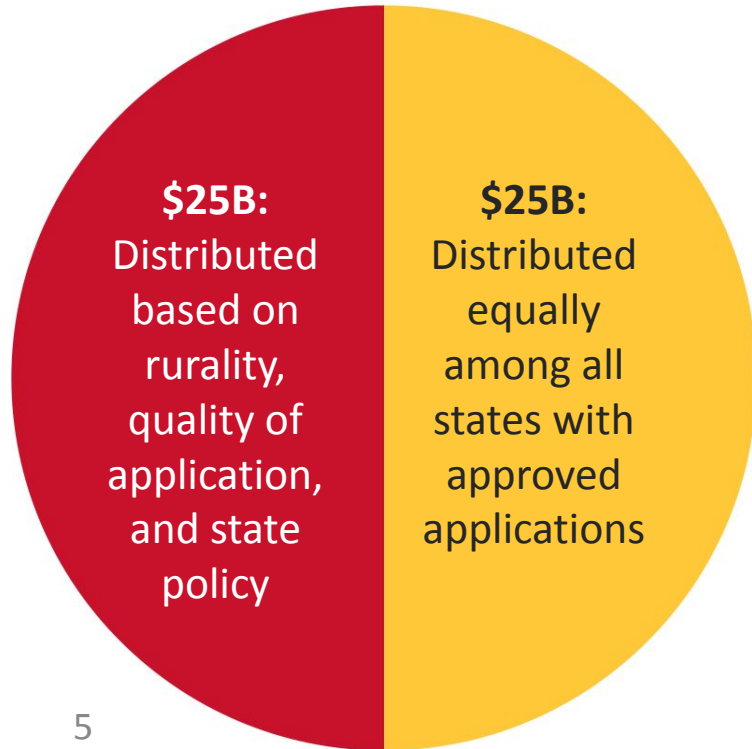 $25B:
Distributed
based on
rurality,
quality of
application,
and state
policy
$25B:
Distributed
equally
among all
states with
approved
applications
5